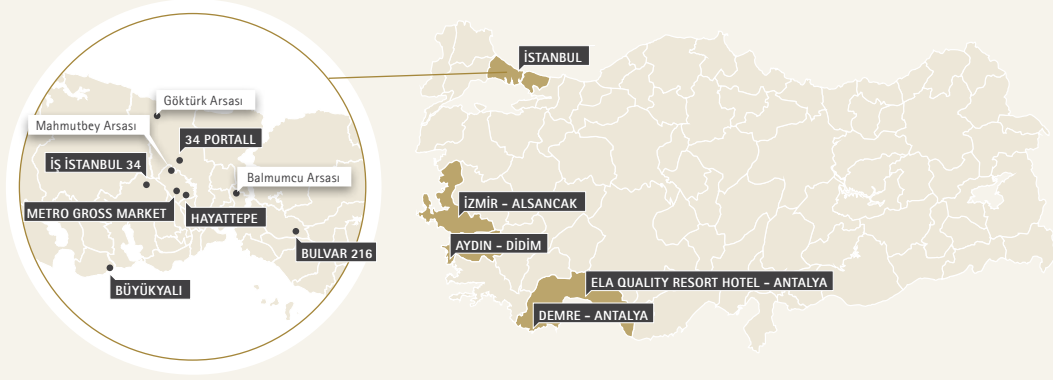 Göktürk Arsası
Mahmutbey Arsası
34 PORTALL
İŞ İSTANBUL 34
Balmumcu Arsası
METRO GROSS MARKET
HAYATTEPE
BULVAR 216
BÜYÜKYALI
İSTANBUL
İZMİR - ALSANCAK
AYDIN - DİDİM
ELA QUALITY RESORT HOTEL - ANTALYA
DEMRE - ANTALYA